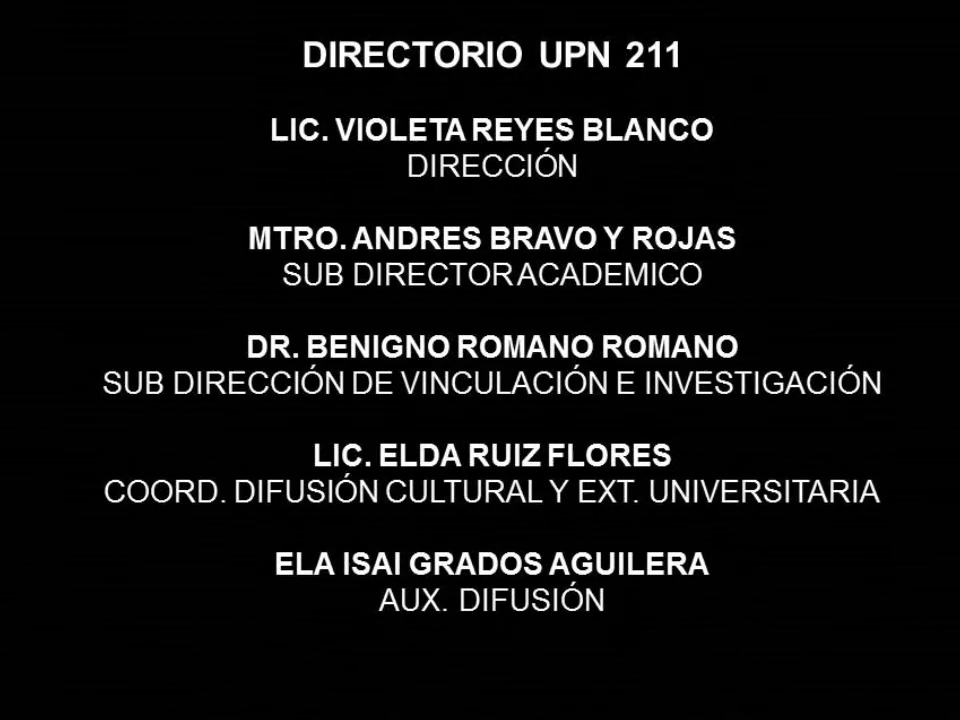 DIRECTORIO UPN 211
LIC. VIOLETA REYES BLANCO
DIRECCIÓN
MTRO. ANDRES BRAVO Y ROJAS
SUB DIRECTOR ACADEMICO
DR. BENIGNO ROMANO ROMANO
SUB DIRECCIÓN DE VINCULACIÓN E INVESTIGACIÓN
LIC. ELDA RUIZ FLORES
COORD. DIFUSIÓN CULTURAL Y EXT. UNIVERSITARIA
ELA ISAI GRADOS AGUILERA
AUX. DIFUSIÓN